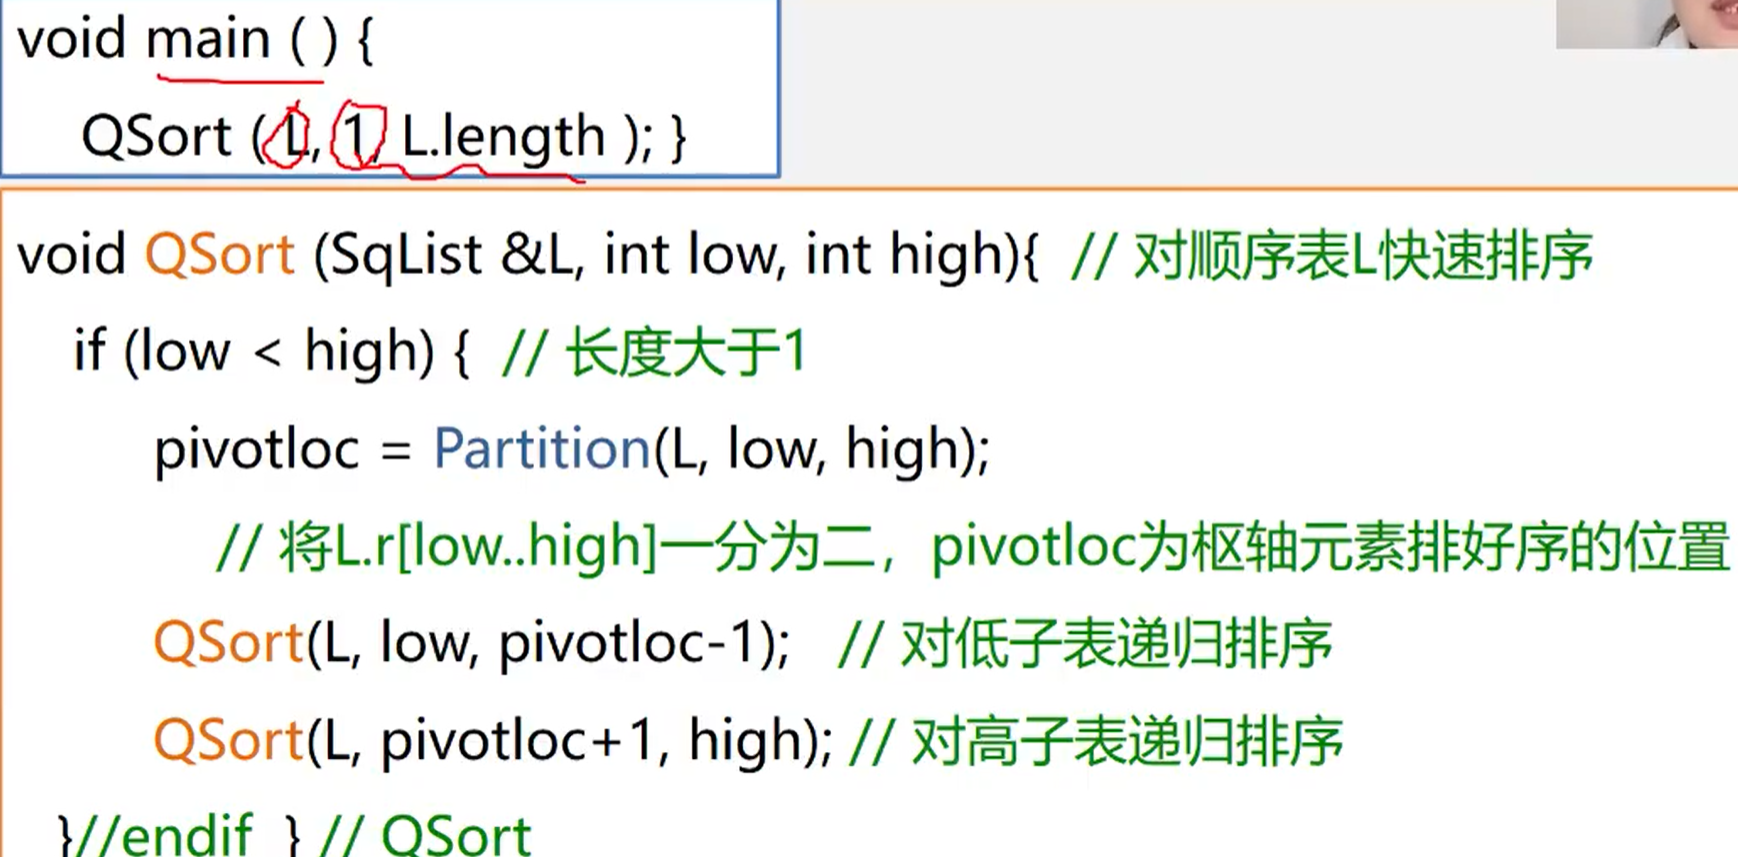 void main ( ) {
QSort ( L, 1, L.length ); }
void QSort (SqList &L, int low, int high){ // 对顺序表L快速排序
if (low < high) { // 长度大于1
pivotloc = Partition(L, low, high);
// 将L.r[low..high]一分为二，pivotloc为枢轴元素排好序的位置
QSort(L, low, pivotloc-1); // 对低子表递归排序
QSort(L, pivotloc+1, high); // 对高子表递归排序
}//endif } // QSort